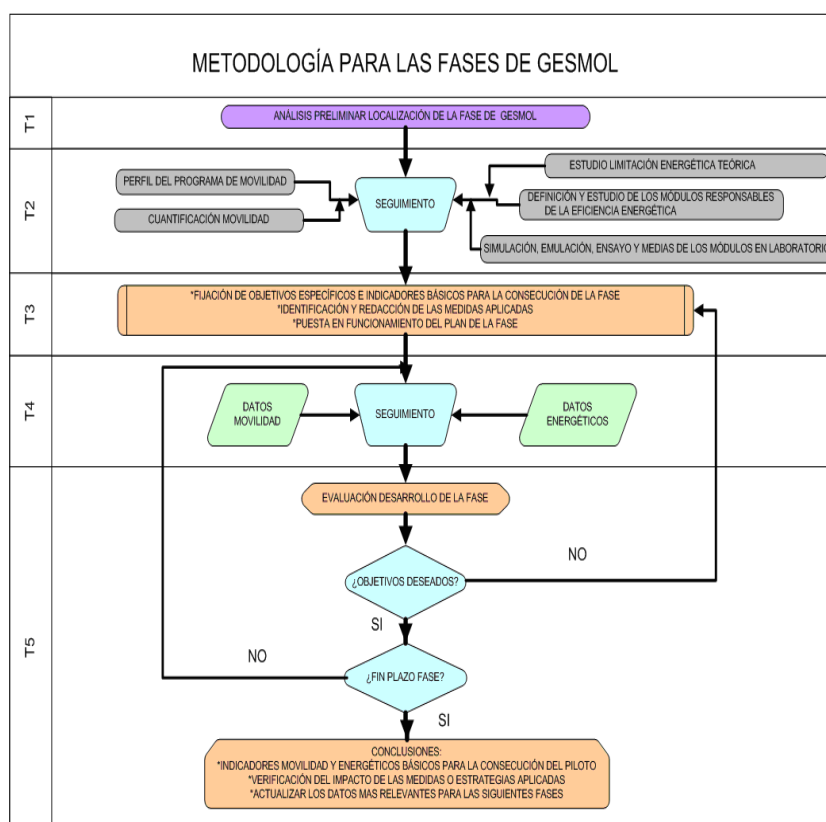 METODOLOGÍA PARA LAS FASES DE GESMOL
T1
ANÁLISIS PRELIMINAR LOCALIZACIÓN DE LA FASE DE GESMOL
T2
PERFIL DEL PROGRAMA DE MOVILIDAD
CUANTIFICACIÓN MOVILIDAD
SEGUIMIENTO
ESTUDIO LIMITACIÓN ENERGÉTICA TEÓRICA
DEFINICIÓN Y ESTUDIO DE LOS MÓDULOS RESPONSABLES
DE LA EFICIENCIA ENERGÉTICA
SIMULACIÓN, EMULACIÓN, ENSAYO Y MEDIAS DE LOS MÓDULOS EN LABORATORIO
T3
*FIJACIÓN DE OBJETIVOS ESPECÍFICOS E INDICADORES BÁSICOS PARA LA CONSECUCIÓN DE LA FASE
*IDENTIFICACIÓN Y REDACCIÓN DE LAS MEDIDAS APLICADAS
*PUESTA EN FUNCIONAMIENTO DEL PLAN DE LA FASE
T4
DATOS
MOVILIDAD
SEGUIMIENTO
DATOS
ENERGÉTICOS
T5
EVALUACIÓN DESARROLLO DE LA FASE
¿OBJETIVOS DESEADOS?
NO
SI
¿FIN PLAZO FASE?
NO
SI
CONCLUSIONES:
*INDICADORES MOVILIDAD Y ENERGÉTICOS BÁSICOS PARA LA CONSECUCIÓN DEL PILOTO
*VERIFICACIÓN DEL IMPACTO DE LAS MEDIDAS O ESTRATEGIAS APLICADAS
*ACTUALIZAR LOS DATOS MAS RELEVANTES PARA LAS SIGUIENTES FASES